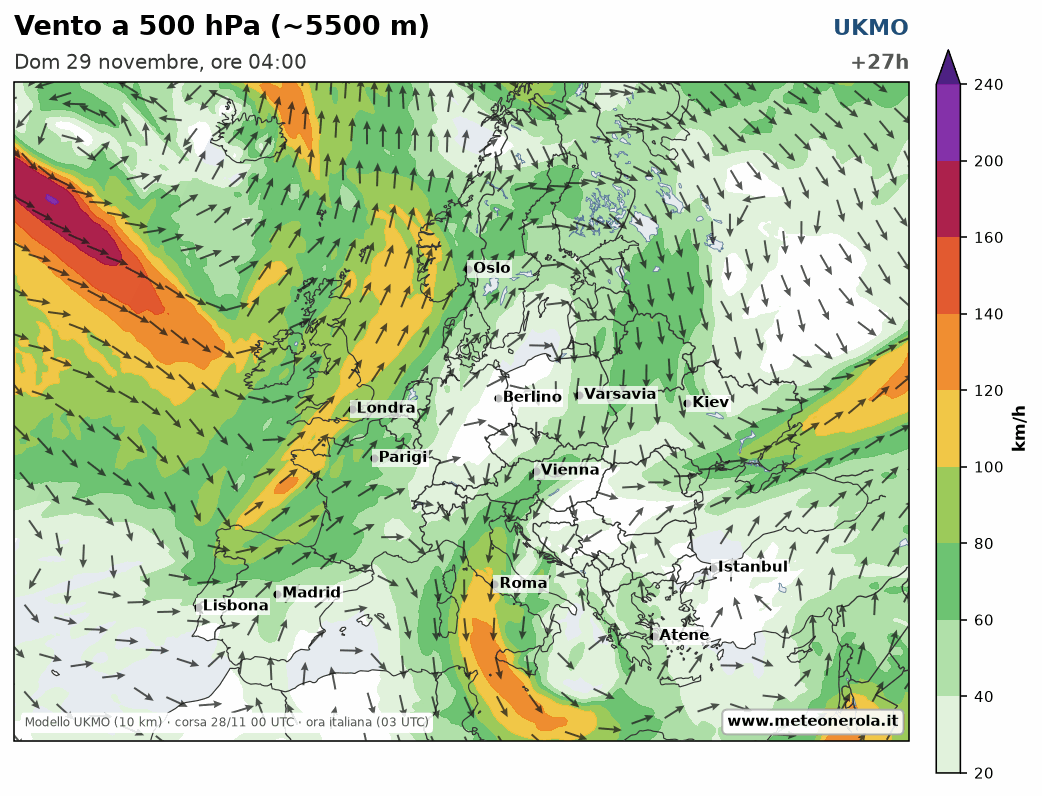 Vento a 500 hPa (~5500 m)
UKMO
Dom 29 novembre, ore 04:00
+27h
240
200
160
140
120
100
80
60
40
20
km/h
Oslo
Berlino
Varsavia
Kiev
Londra
Parigi
Vienna
Istanbul
Roma
Madrid
Lisbona
Atene
Modello UKMO (10 km) · corsa 28/11 00 UTC · ora italiana (03 UTC)
www.meteonerola.it